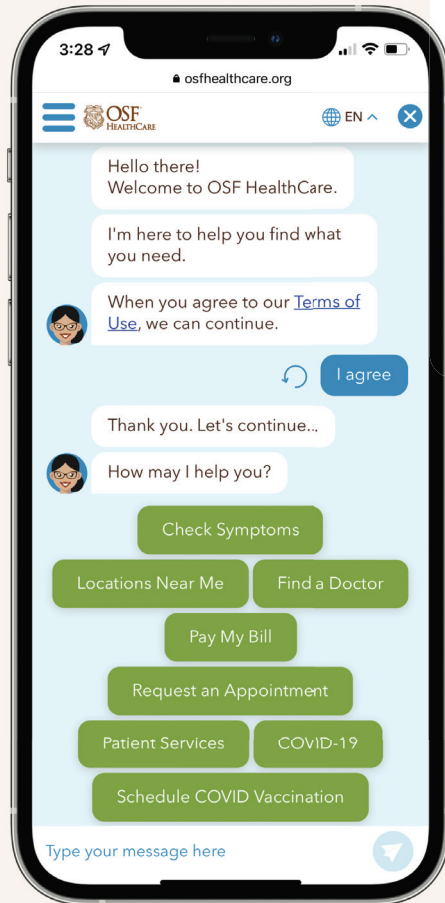 3:28
osfhealthcare.org
OSF
HEALTHCARE
EN
Hello there!
Welcome to OSF HealthCare.
I'm here to help you find what
you need.
When you agree to our Terms of
Use, we can continue.
I agree
Thank you. Let's continue...
How may I help you?
Check Symptoms
Locations Near Me
Find a Doctor
Pay My Bill
Request an Appointment
Patient Services
COVID-19
Schedule COVID Vaccination
Type your message here